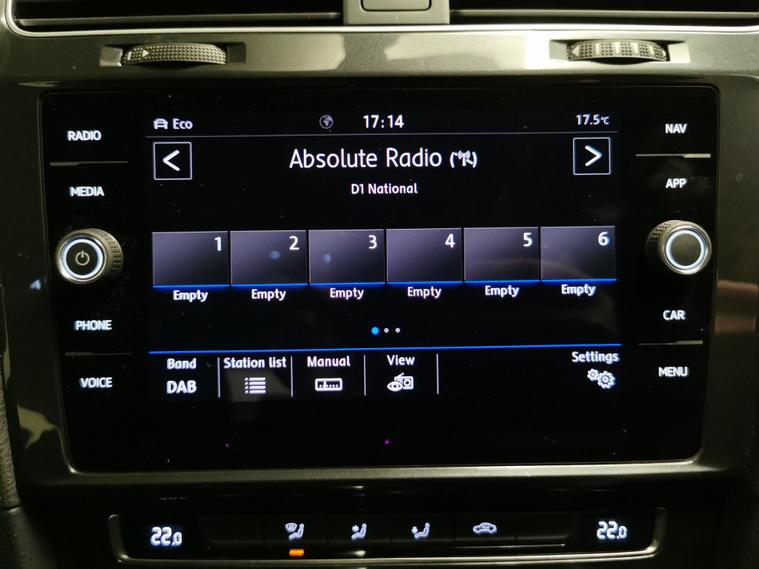 RADIO
MEDIA
PHONE
VOICE
Eco
17:14
17.5°C
Absolute Radio
D1 National
1 2 3 4 5 6
Empty Empty Empty Empty Empty Empty
Band Station list Manual View Settings
DAB
NAV
APP
CAR
MENU
22.0 22.0